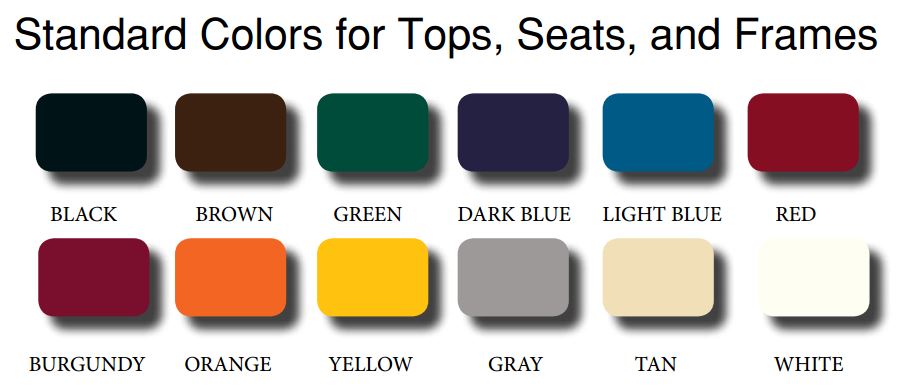 Standard Colors for Tops, Seats, and Frames
BLACK BROWN GREEN DARK BLUE LIGHT BLUE RED
BURGUNDY ORANGE YELLOW GRAY TAN WHITE